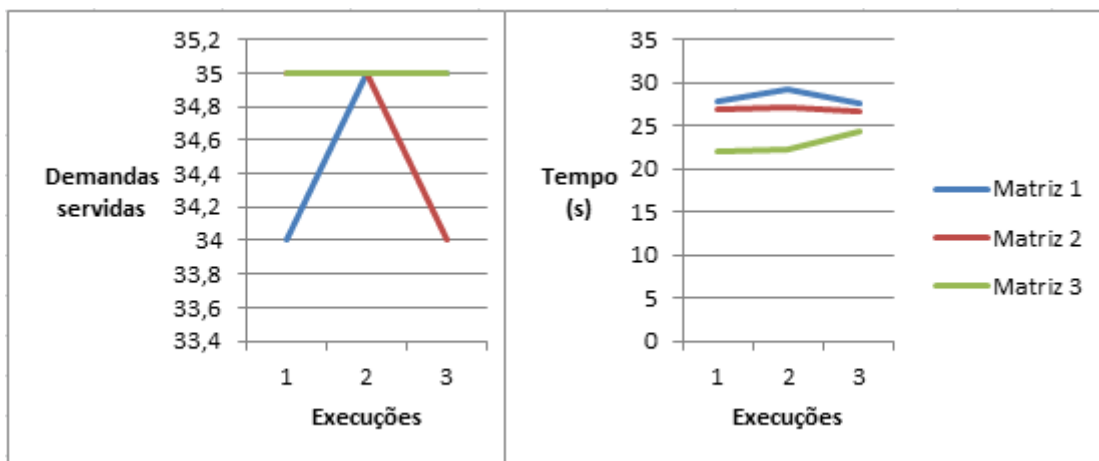 35,2
35
34,8
34,6
34,4
34,2
34
33,8
33,6
33,4
Demandas
servidas
1 2 3
Execuções
35
30
25
20
15
10
5
0
Tempo
(s)
1 2 3
Execuções
Matriz 1
Matriz 2
Matriz 3